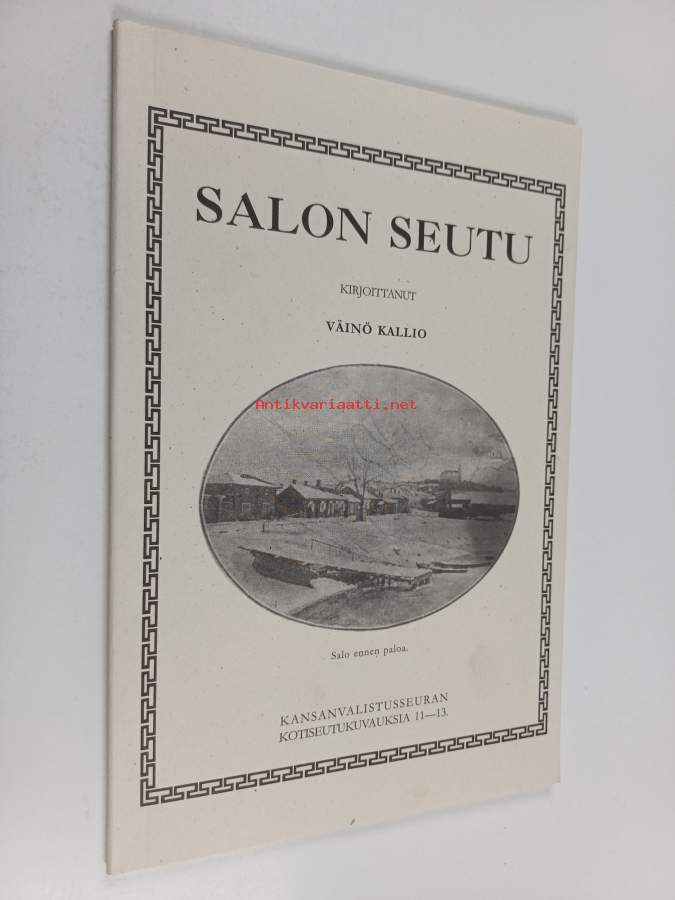 SALON SEUTU
KIRJOITTANUT
VÄINÖ KALLIO
Antikvariaatti.net
Salo ennen paloa.
KANSANVALISTUSSEURAN
KOTISEUTUKUVAUKSIA 11—13.